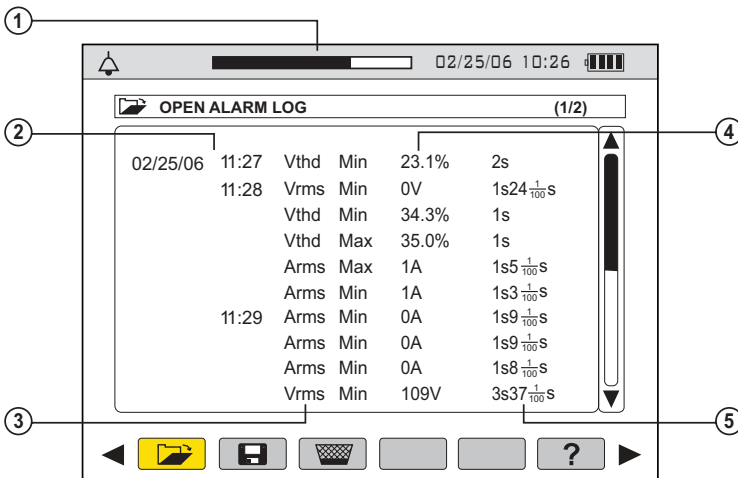 1
02/25/06 10:26
OPEN ALARM LOG (1/2)
2 4
02/25/06 11:27 Vthd Min 23.1% 2s
11:28 Vrms Min 0V 1s24 1/100 s
Vthd Min 34.3% 1s
Vthd Max 35.0% 1s
Arms Max 1A 1s5 1/100 s
Arms Min 1A 1s3 1/100 s
11:29 Arms Min 0A 1s9 1/100 s
Arms Min 0A 1s9 1/100 s
Arms Min 0A 1s8 1/100 s
Vrms Min 109V 3s37 1/100 s
3 5
?